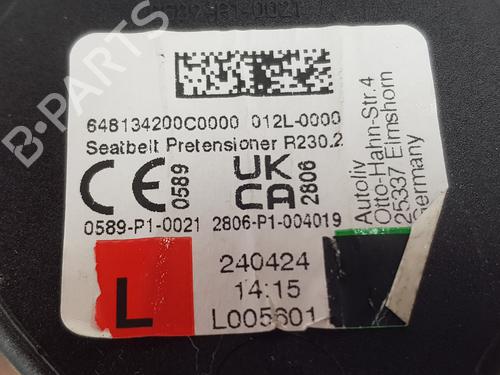 B-PARTS
648134200C0000 012L-0000
Seatbelt Pretensioner R230.2
CE 0589
UK CA 2806
0589-P1-0021 2806-P1-004019
Autoliv
Otto-Hahn-Str.4
25337 Elmshorn
Germany
L
240424
14:15
L005601